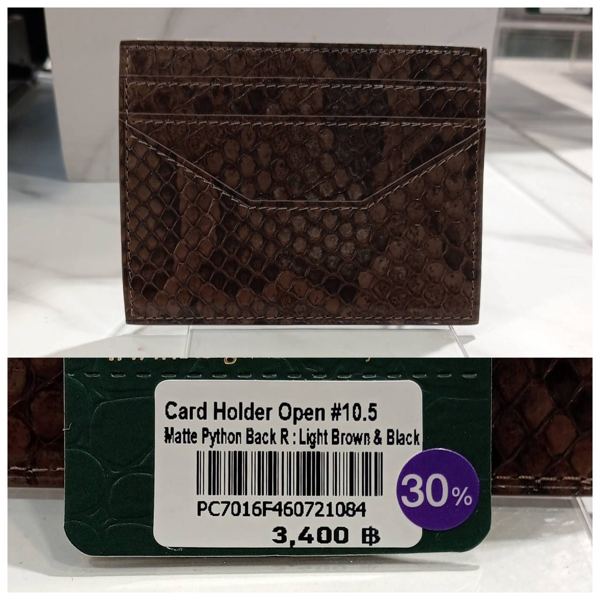 Card Holder Open #10.5
Matte Python Back R : Light Brown & Black
PC7016F460721084
30%
3,400 ฿